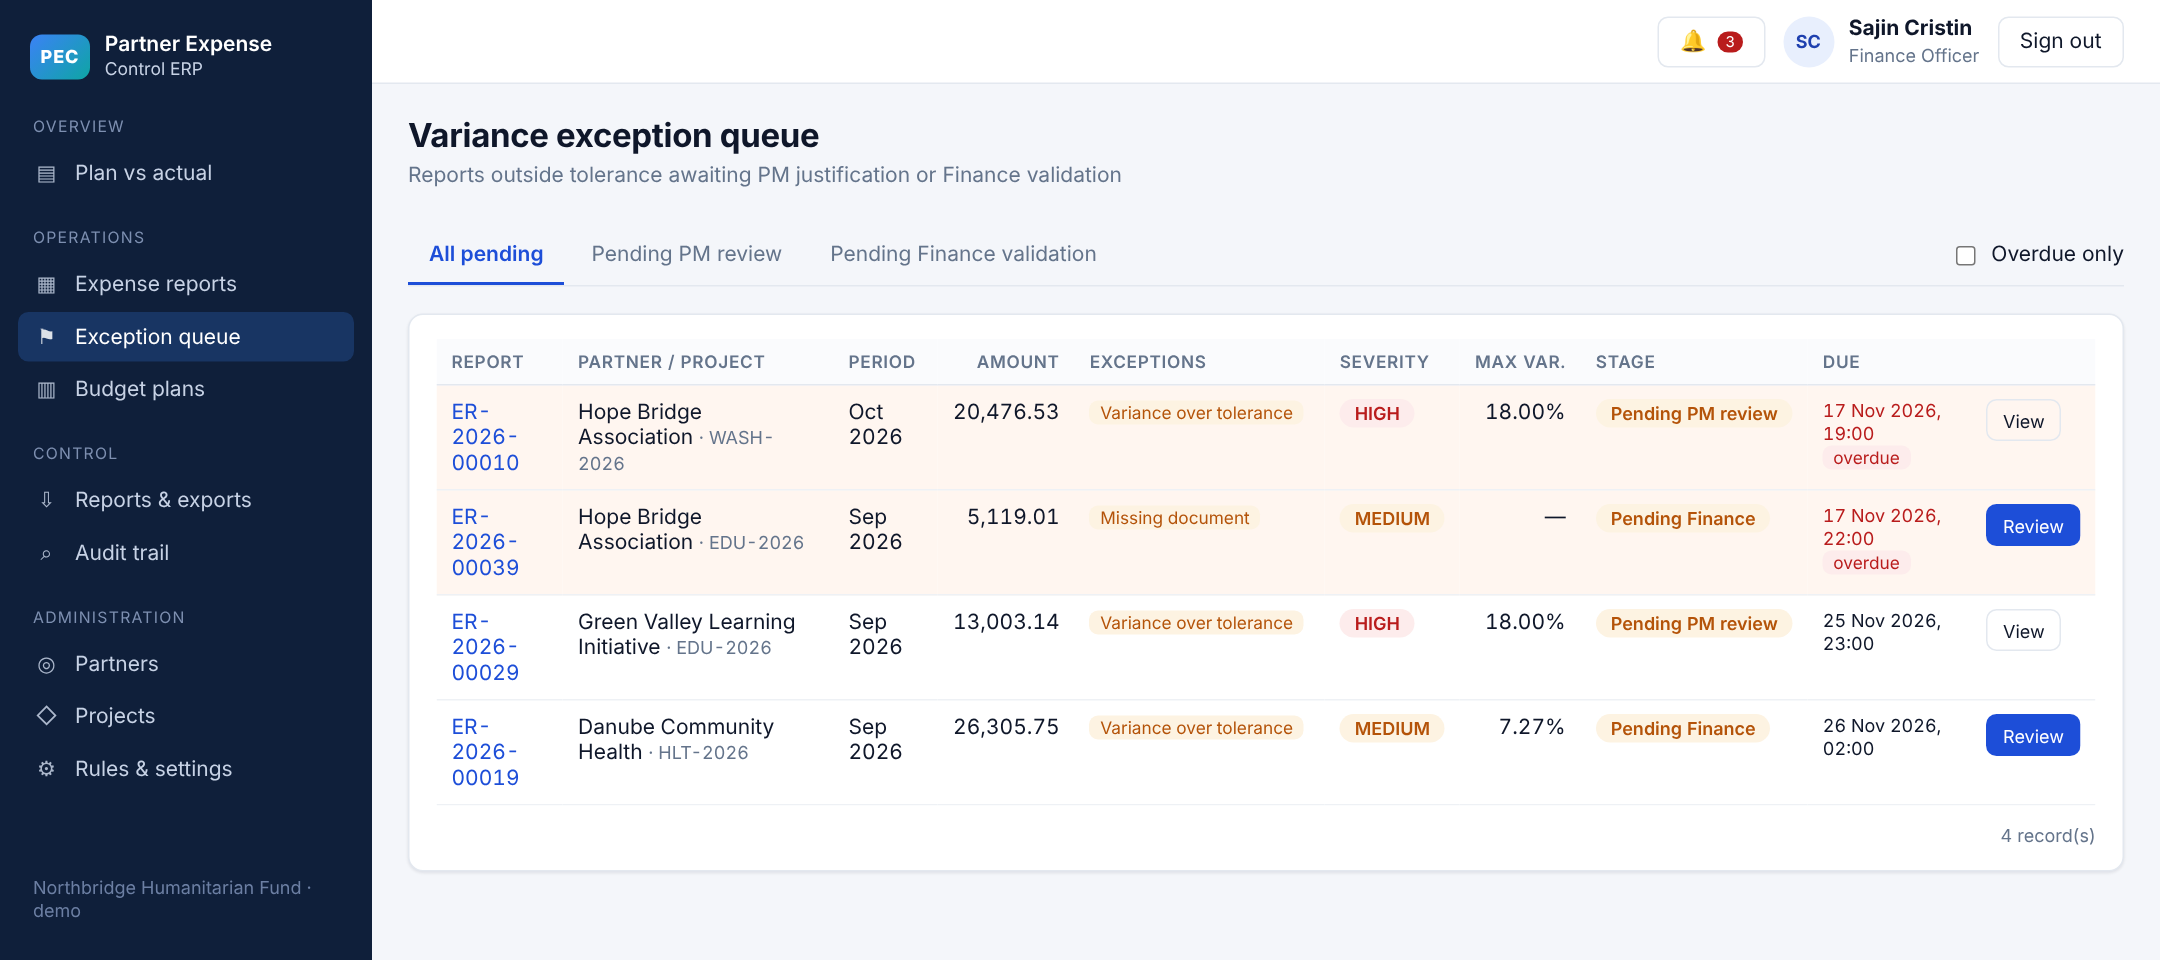 PEC
Partner Expense
Control ERP
OVERVIEW
Plan vs actual
OPERATIONS
Expense reports
Exception queue
Budget plans
CONTROL
Reports & exports
Audit trail
ADMINISTRATION
Partners
Projects
Rules & settings
Northbridge Humanitarian Fund ·
demo
3
SC
Sajin Cristin
Finance Officer
Sign out
Variance exception queue
Reports outside tolerance awaiting PM justification or Finance validation
All pending
Pending PM review
Pending Finance validation
Overdue only
REPORT PARTNER / PROJECT PERIOD AMOUNT EXCEPTIONS SEVERITY MAX VAR. STAGE DUE
ER- Hope Bridge Oct 20,476.53 Variance over tolerance HIGH 18.00% Pending PM review 17 Nov 2026, View
2026- Association · WASH- 2026 19:00
00010 2026 overdue
ER- Hope Bridge Sep 5,119.01 Missing document MEDIUM — Pending Finance 17 Nov 2026, Review
2026- Association · EDU-2026 2026 22:00
00039 overdue
ER- Green Valley Learning Sep 13,003.14 Variance over tolerance HIGH 18.00% Pending PM review 25 Nov 2026, View
2026- Initiative · EDU-2026 2026 23:00
00029
ER- Danube Community Sep 26,305.75 Variance over tolerance MEDIUM 7.27% Pending Finance 26 Nov 2026, Review
2026- Health · HLT-2026 2026 02:00
00019
4 record(s)